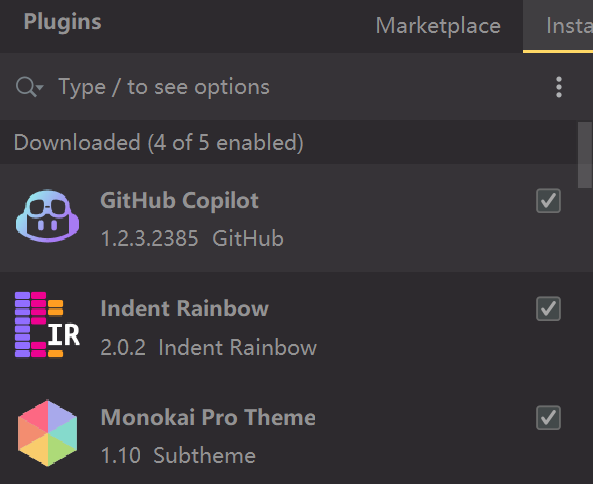 Plugins
Marketplace
Insta
Type / to see options
Downloaded (4 of 5 enabled)
GitHub Copilot
1.2.3.2385 GitHub
Indent Rainbow
IR
2.0.2 Indent Rainbow
Monokai Pro Theme
1.10 Subtheme